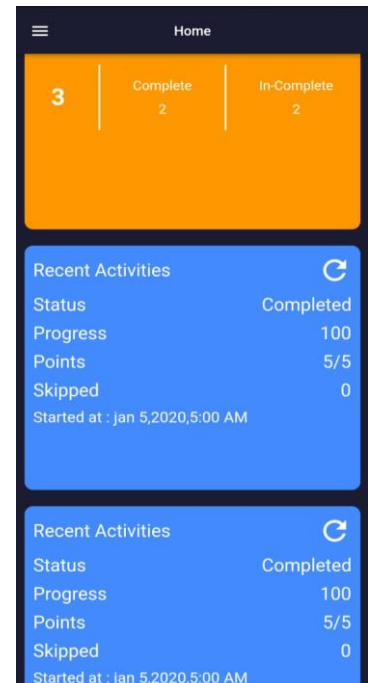 Home
3 Complete In-Complete
2 2
Recent Activities
Status Completed
Progress 100
Points 5/5
Skipped 0
Started at : jan 5,2020,5:00 AM
Recent Activities
Status Completed
Progress 100
Points 5/5
Skipped 0
Started at : jan 5,2020,5:00 AM